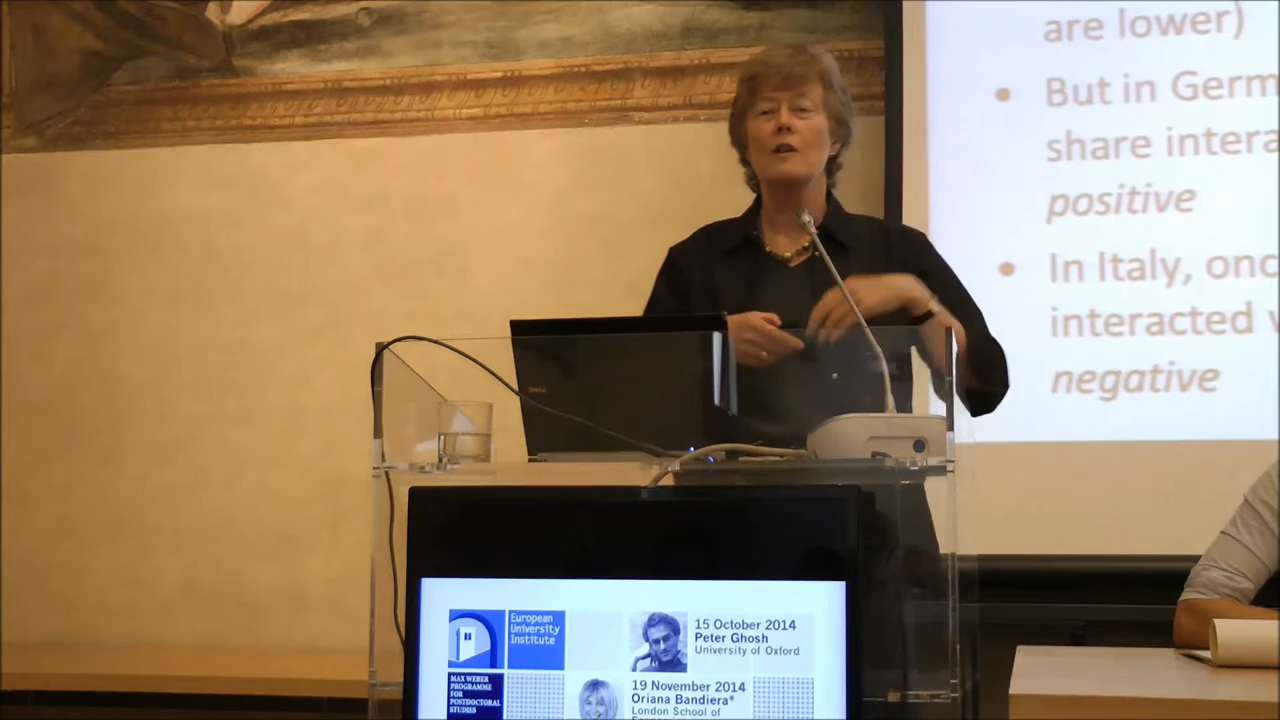 are lower)
• But in Germ
share intera
positive
• In Italy, onc
interacted
negative
DELL
European
University
Institute
MAX WEBER
PROGRAMME
FOR
POSTDOCTORAL
STUDIES
15 October 2014
Peter Ghosh
University of Oxford
19 November 2014
Oriana Bandiera*
London School of